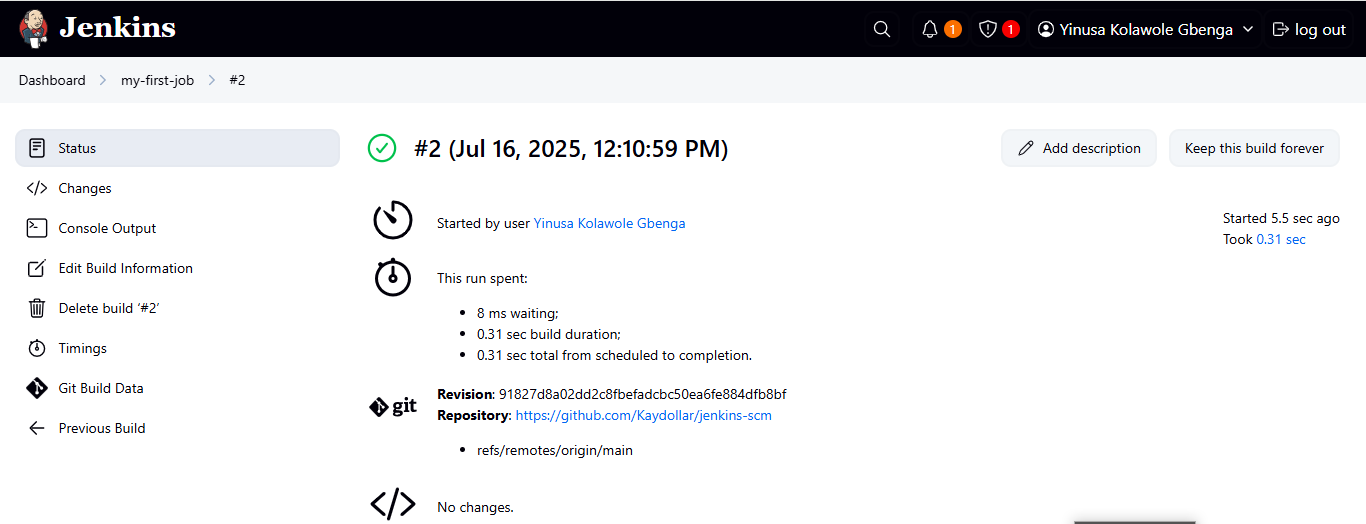 Jenkins
1
1
Yinusa Kolawole Gbenga
log out
Dashboard
my-first-job
#2
Status
Changes
Console Output
Edit Build Information
Delete build ‘#2’
Timings
Git Build Data
Previous Build
#2 (Jul 16, 2025, 12:10:59 PM)
Add description
Keep this build forever
Started by user Yinusa Kolawole Gbenga
Started 5.5 sec ago
Took 0.31 sec
This run spent:
8 ms waiting;
0.31 sec build duration;
0.31 sec total from scheduled to completion.
git
Revision: 91827d8a02dd2c8fbefadcbc50ea6fe884dfb8bf
Repository: https://github.com/Kaydollar/jenkins-scm
refs/remotes/origin/main
No changes.